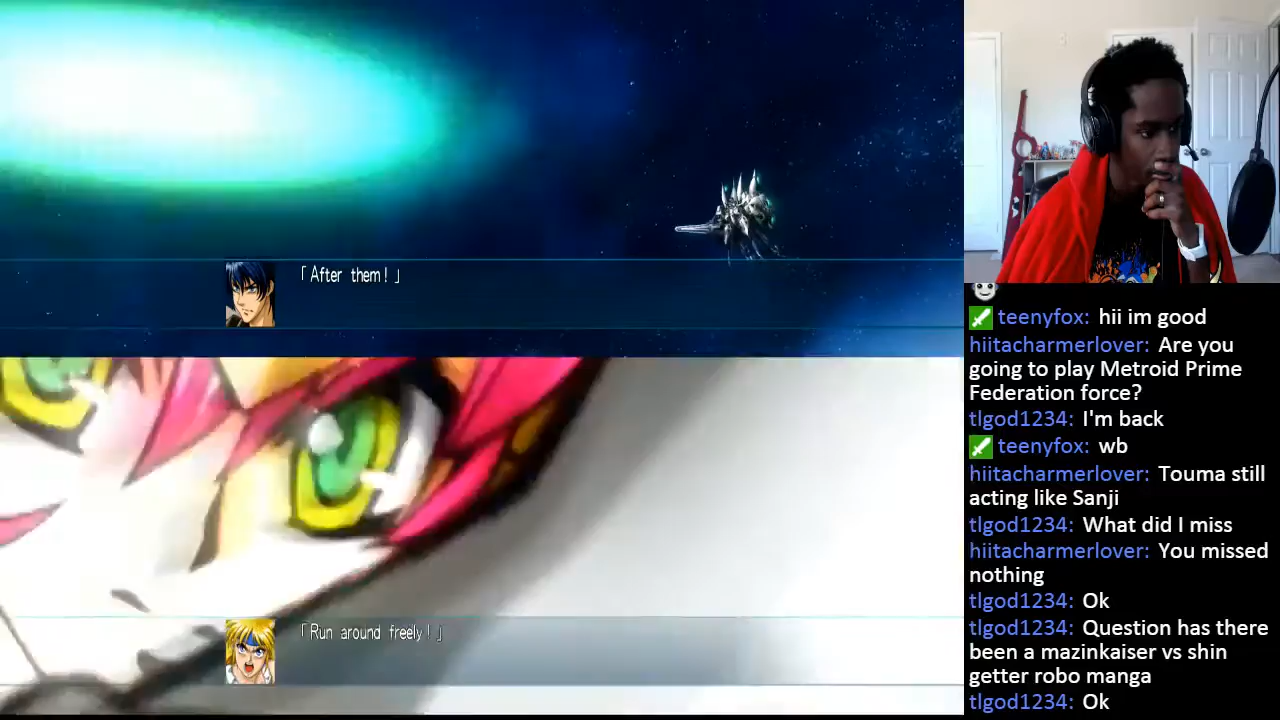 「After them!」
「Run around freely!」
teenyfox: hii im good
hiitacharmerlover: Are you
going to play Metroid Prime
Federation force?
tlgod1234: I'm back
teenyfox: wb
hiitacharmerlover: Touma still
acting like Sanji
tlgod1234: What did I miss
hiitacharmerlover: You missed
nothing
tlgod1234: Ok
tlgod1234: Question has there
been a mazinkaiser vs shin
getter robo manga
tlgod1234: Ok